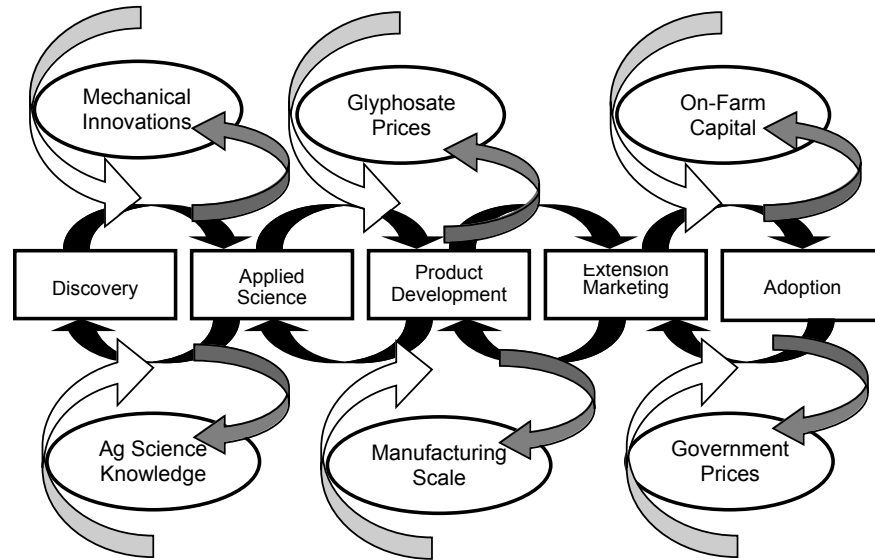 Mechanical
Innovations
Glyphosate
Prices
On-Farm
Capital
Discovery
Applied
Science
Product
Development
Extension
Marketing
Adoption
Ag Science
Knowledge
Manufacturing
Scale
Government
Prices